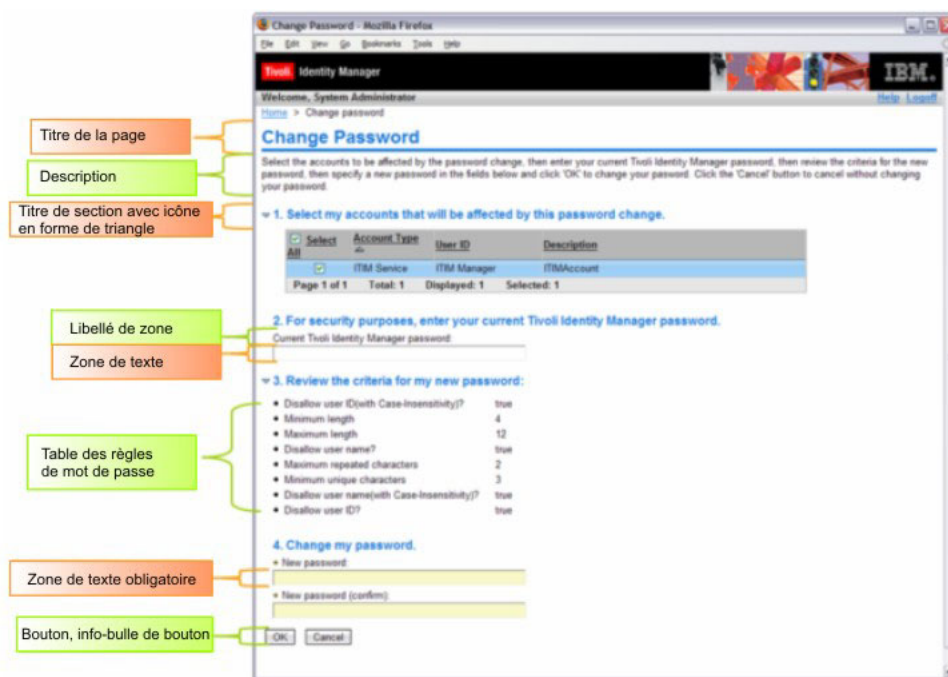 Change Password - Mozilla Firefox
File Edit View Go Bookmarks Tools Help
Tivoli Identity Manager
IBM.
Welcome, System Administrator
Help Logoff
Home > Change password
Titre de la page
Change Password
Description
Select the accounts to be affected by the password change, then enter your current Tivoli Identity Manager password, then review the criteria for the new
password, then specify a new password in the fields below and click 'OK' to change your pasword. Click the 'Cancel' button to cancel without changing
your password.
Titre de section avec icône
en forme de triangle
1. Select my accounts that will be affected by this password change.
Select All Account Type User ID Description
ITIM Service ITIM Manager ITIMAccount
Page 1 of 1 Total: 1 Displayed: 1 Selected: 1
Libellé de zone
2. For security purposes, enter your current Tivoli Identity Manager password.
Current Tivoli Identity Manager password:
Zone de texte
3. Review the criteria for my new password:
Table des règles
de mot de passe
• Disallow user ID(with Case-Insensitivity)? true
• Minimum length 4
• Maximum length 12
• Disallow user name? true
• Maximum repeated characters 2
• Minimum unique characters 3
• Disallow user name(with Case-Insensitivity)? true
• Disallow user ID? true
4. Change my password.
Zone de texte obligatoire
New password:
New password (confirm):
Bouton, info-bulle de bouton
OK Cancel